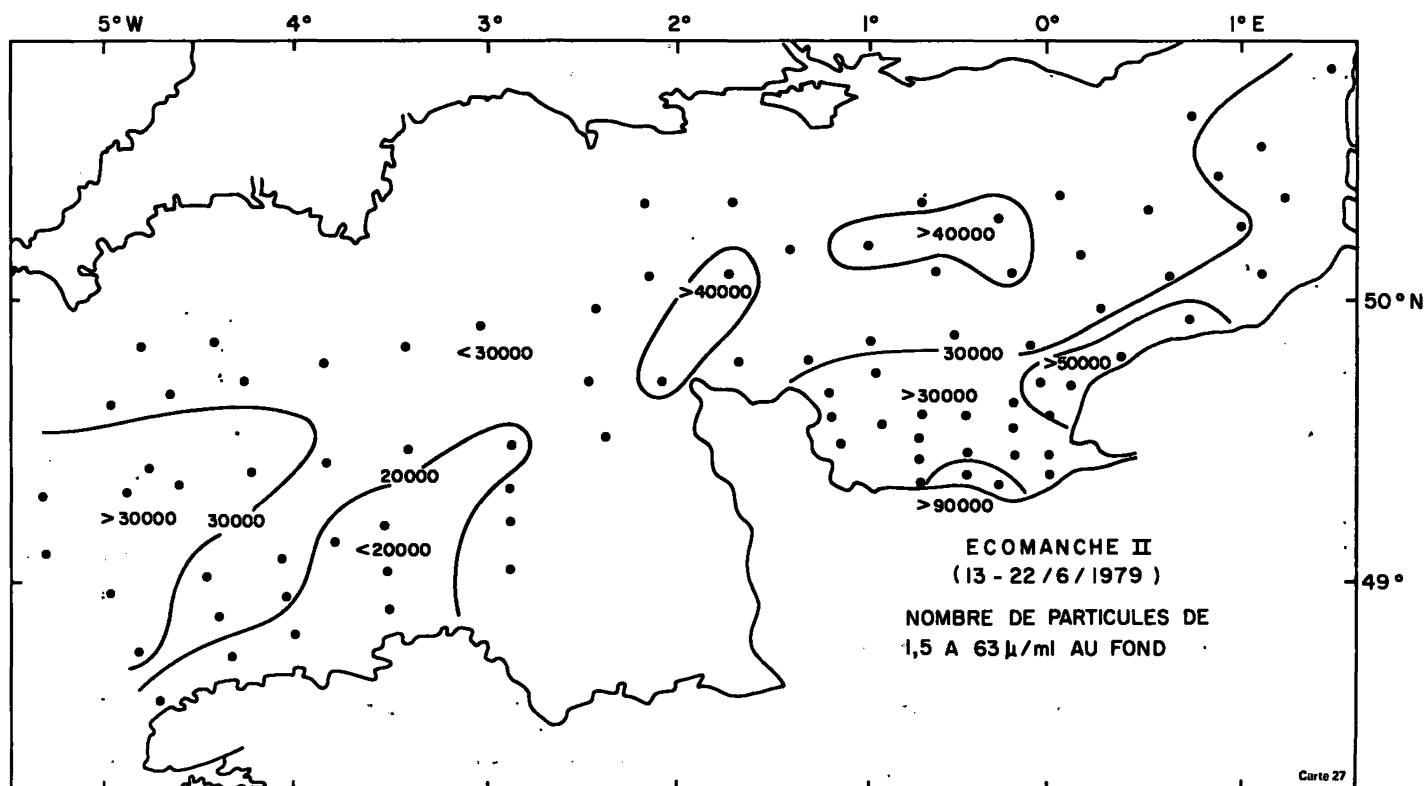 5°W 4° 3° 2° 1° 0° 1°E
>40000
>40000
50°N
<30000
30000
>50000
>30000
20000
>30000 30000
>90000
<20000
ECOMANCHE II
(13-22/6/1979)
49°
NOMBRE DE PARTICULES DE
1,5 A 63µ/ml AU FOND
Carte 27